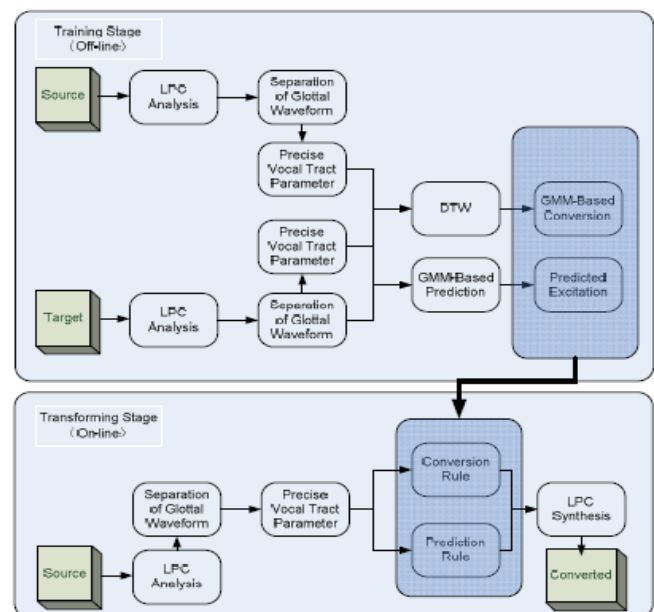 Training Stage
(Off-line)
Source
LPC
Analysis
Separation
of Glottal
Waveform
Precise
Vocal Tract
Parameter
DTW
GMM-Based
Conversion
Precise
Vocal Tract
Parameter
GMM-Based
Prediction
Predicted
Excitation
Target
LPC
Analysis
Separation
of Glottal
Waveform
Transforming Stage
(On-line)
Source
LPC
Analysis
Separation
of Glottal
Waveform
Precise
Vocal Tract
Parameter
Conversion
Rule
Prediction
Rule
LPC
Synthesis
Converted